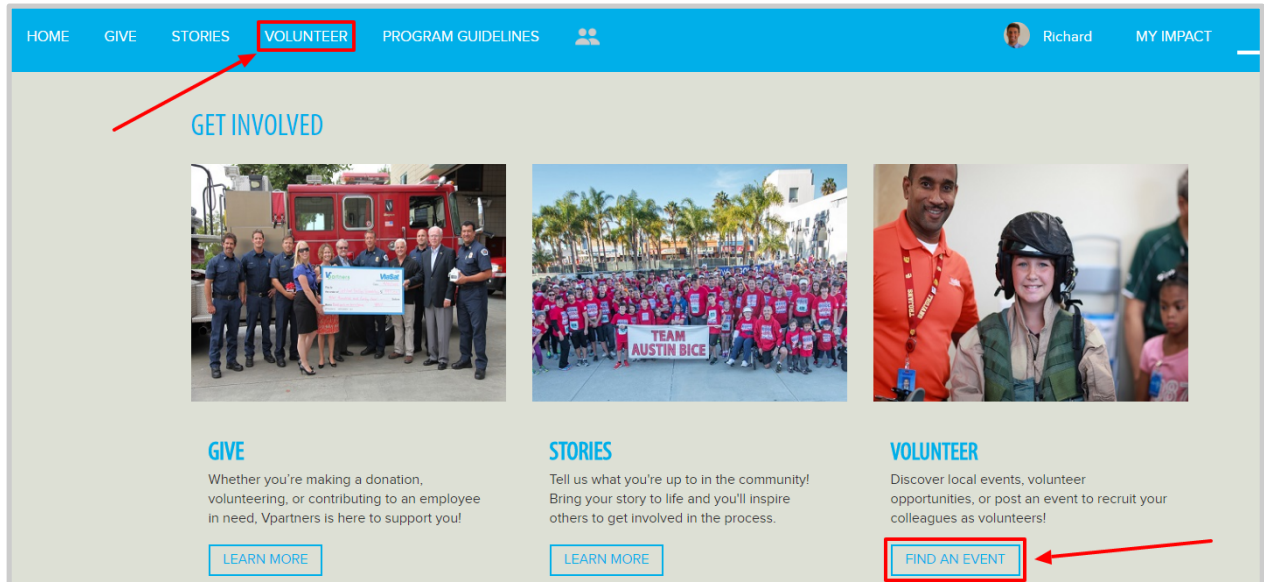 HOME GIVE STORIES VOLUNTEER PROGRAM GUIDELINES Richard MY IMPACT
GET INVOLVED
Vpartners ViaSat
TEAM
AUSTIN BICE
GIVE
Whether you're making a donation,
volunteering, or contributing to an employee
in need, Vpartners is here to support you!
LEARN MORE
STORIES
Tell us what you're up to in the community!
Bring your story to life and you'll inspire
others to get involved in the process.
LEARN MORE
VOLUNTEER
Discover local events, volunteer
opportunities, or post an event to recruit your
colleagues as volunteers!
FIND AN EVENT